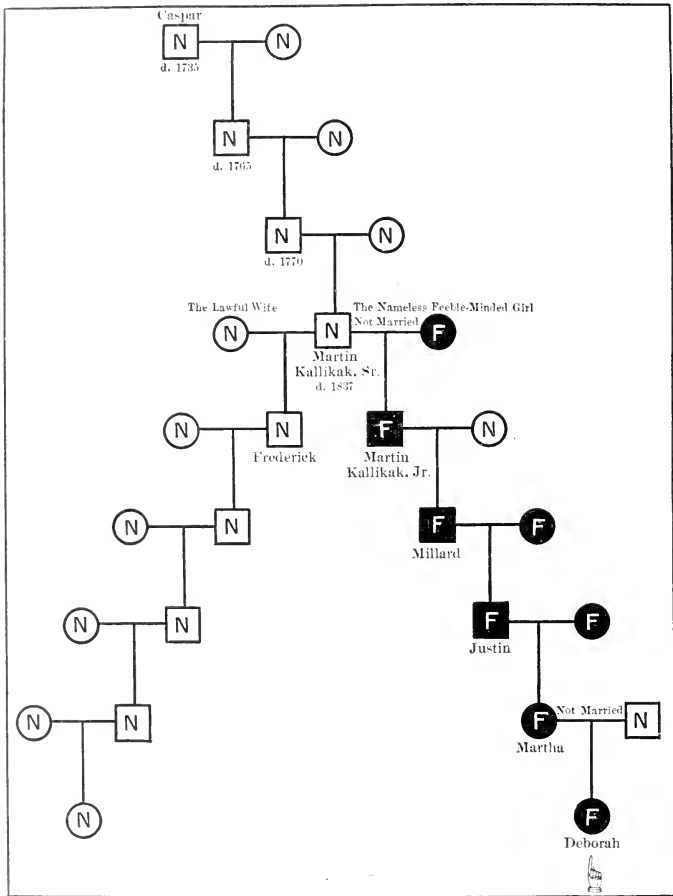 Caspar
N N
d. 1735
N N
d. 1765
N N
d. 1770
The Lawful Wife The Nameless Feeble-Minded Girl
Not Married
N N F
Martin
Kallikak, Sr.
d. 1837
N N F N
Frederick Martin
Kallikak, Jr.
N N F F
Millard
N N F F
Justin
N N F Not Married N
Martha
N F
Deborah